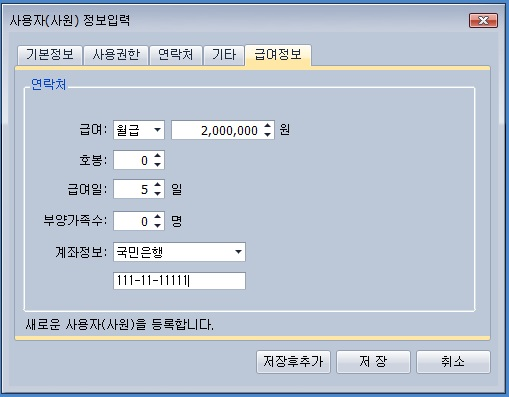 사용자(사원) 정보입력
기본정보 사용권한 연락처 기타 급여정보
연락처
급여: 월급 2,000,000 원
호봉: 0
급여일: 5 일
부양가족수: 0 명
계좌정보: 국민은행
111-11-11111
새로운 사용자(사원)을 등록합니다.
저장후추가 저 장 취소